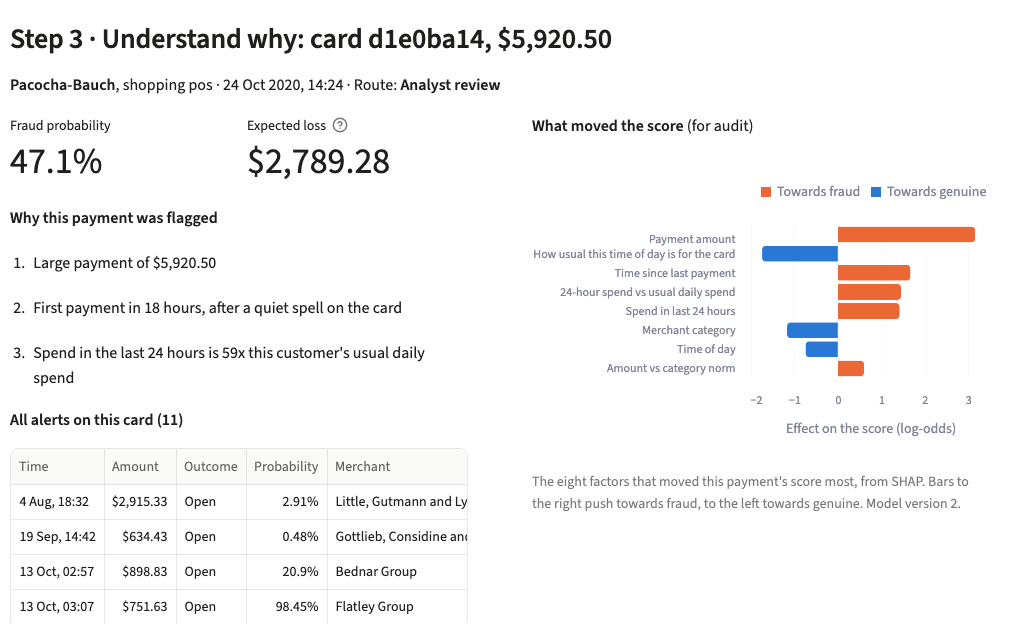 Step 3 · Understand why: card d1e0ba14, $5,920.50
Pacocha-Bauch, shopping pos · 24 Oct 2020, 14:24 · Route: Analyst review
Fraud probability
47.1%
Expected loss ?
$2,789.28
Why this payment was flagged
1. Large payment of $5,920.50
2. First payment in 18 hours, after a quiet spell on the card
3. Spend in the last 24 hours is 59x this customer's usual daily
spend
All alerts on this card (11)
Time Amount Outcome Probability Merchant
4 Aug, 18:32 $2,915.33 Open 2.91% Little, Gutmann and Ly
19 Sep, 14:42 $634.43 Open 0.48% Gottlieb, Considine and
13 Oct, 02:57 $898.83 Open 20.9% Bednar Group
13 Oct, 03:07 $751.63 Open 98.45% Flatley Group
What moved the score (for audit)
Towards fraud Towards genuine
Payment amount
How usual this time of day is for the card
Time since last payment
24-hour spend vs usual daily spend
Spend in last 24 hours
Merchant category
Time of day
Amount vs category norm
−2 −1 0 1 2 3
Effect on the score (log-odds)
The eight factors that moved this payment's score most, from SHAP. Bars to
the right push towards fraud, to the left towards genuine. Model version 2.